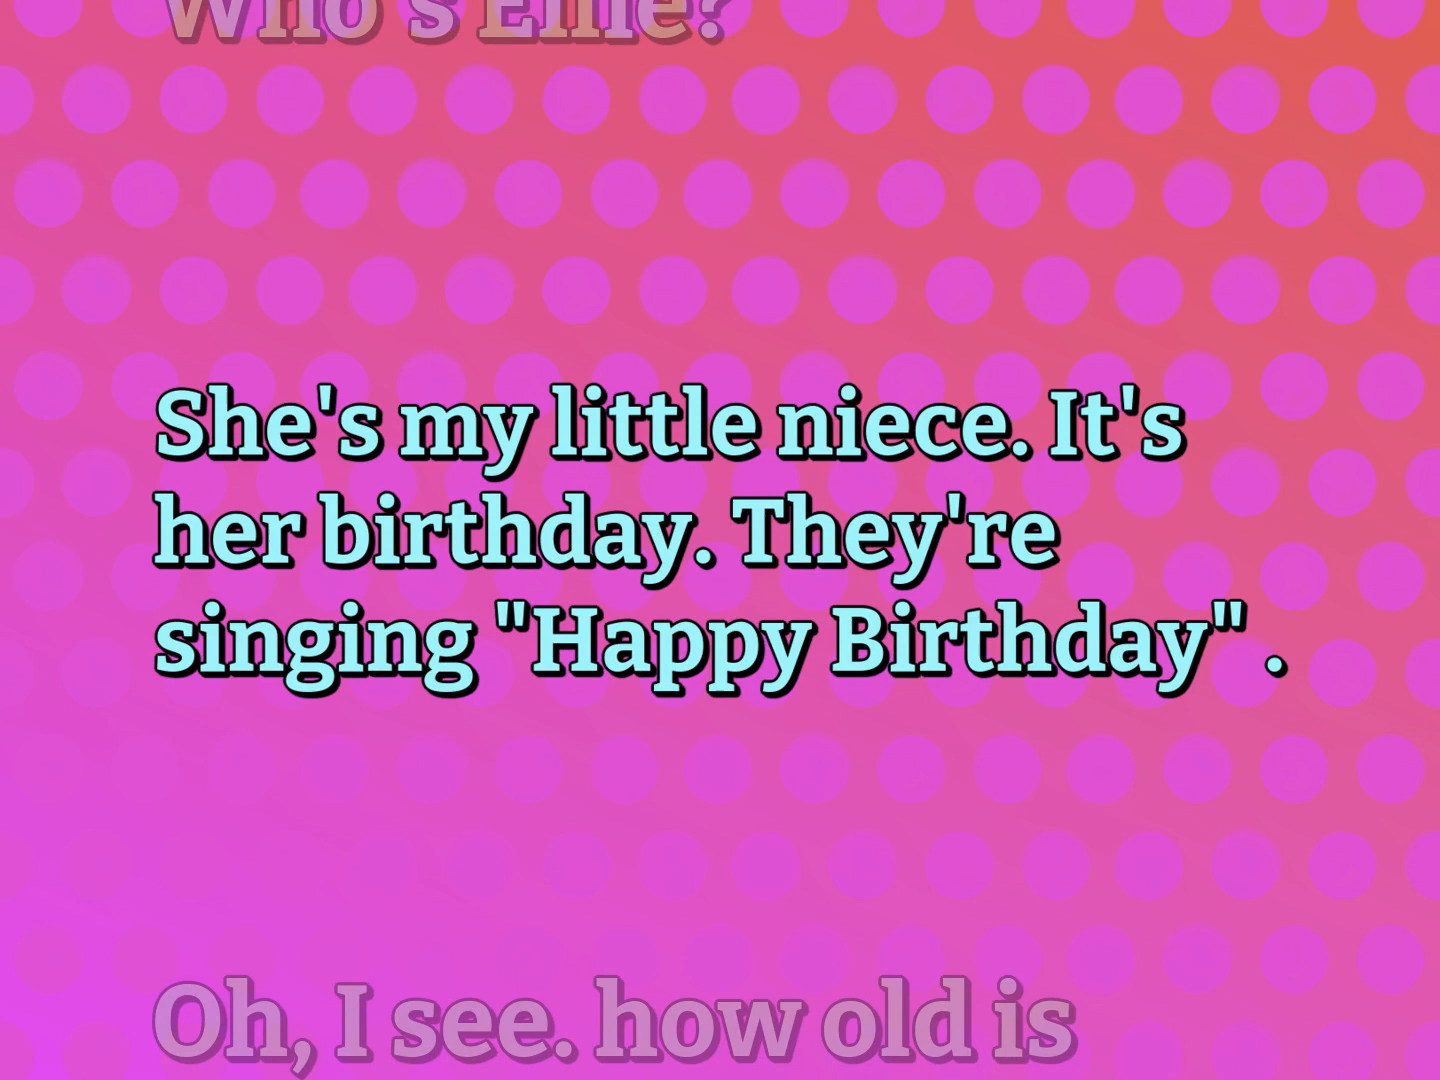 Who's Ellie?
She's my little niece. It's
her birthday. They're
singing "Happy Birthday" .
Oh, I see. how old is